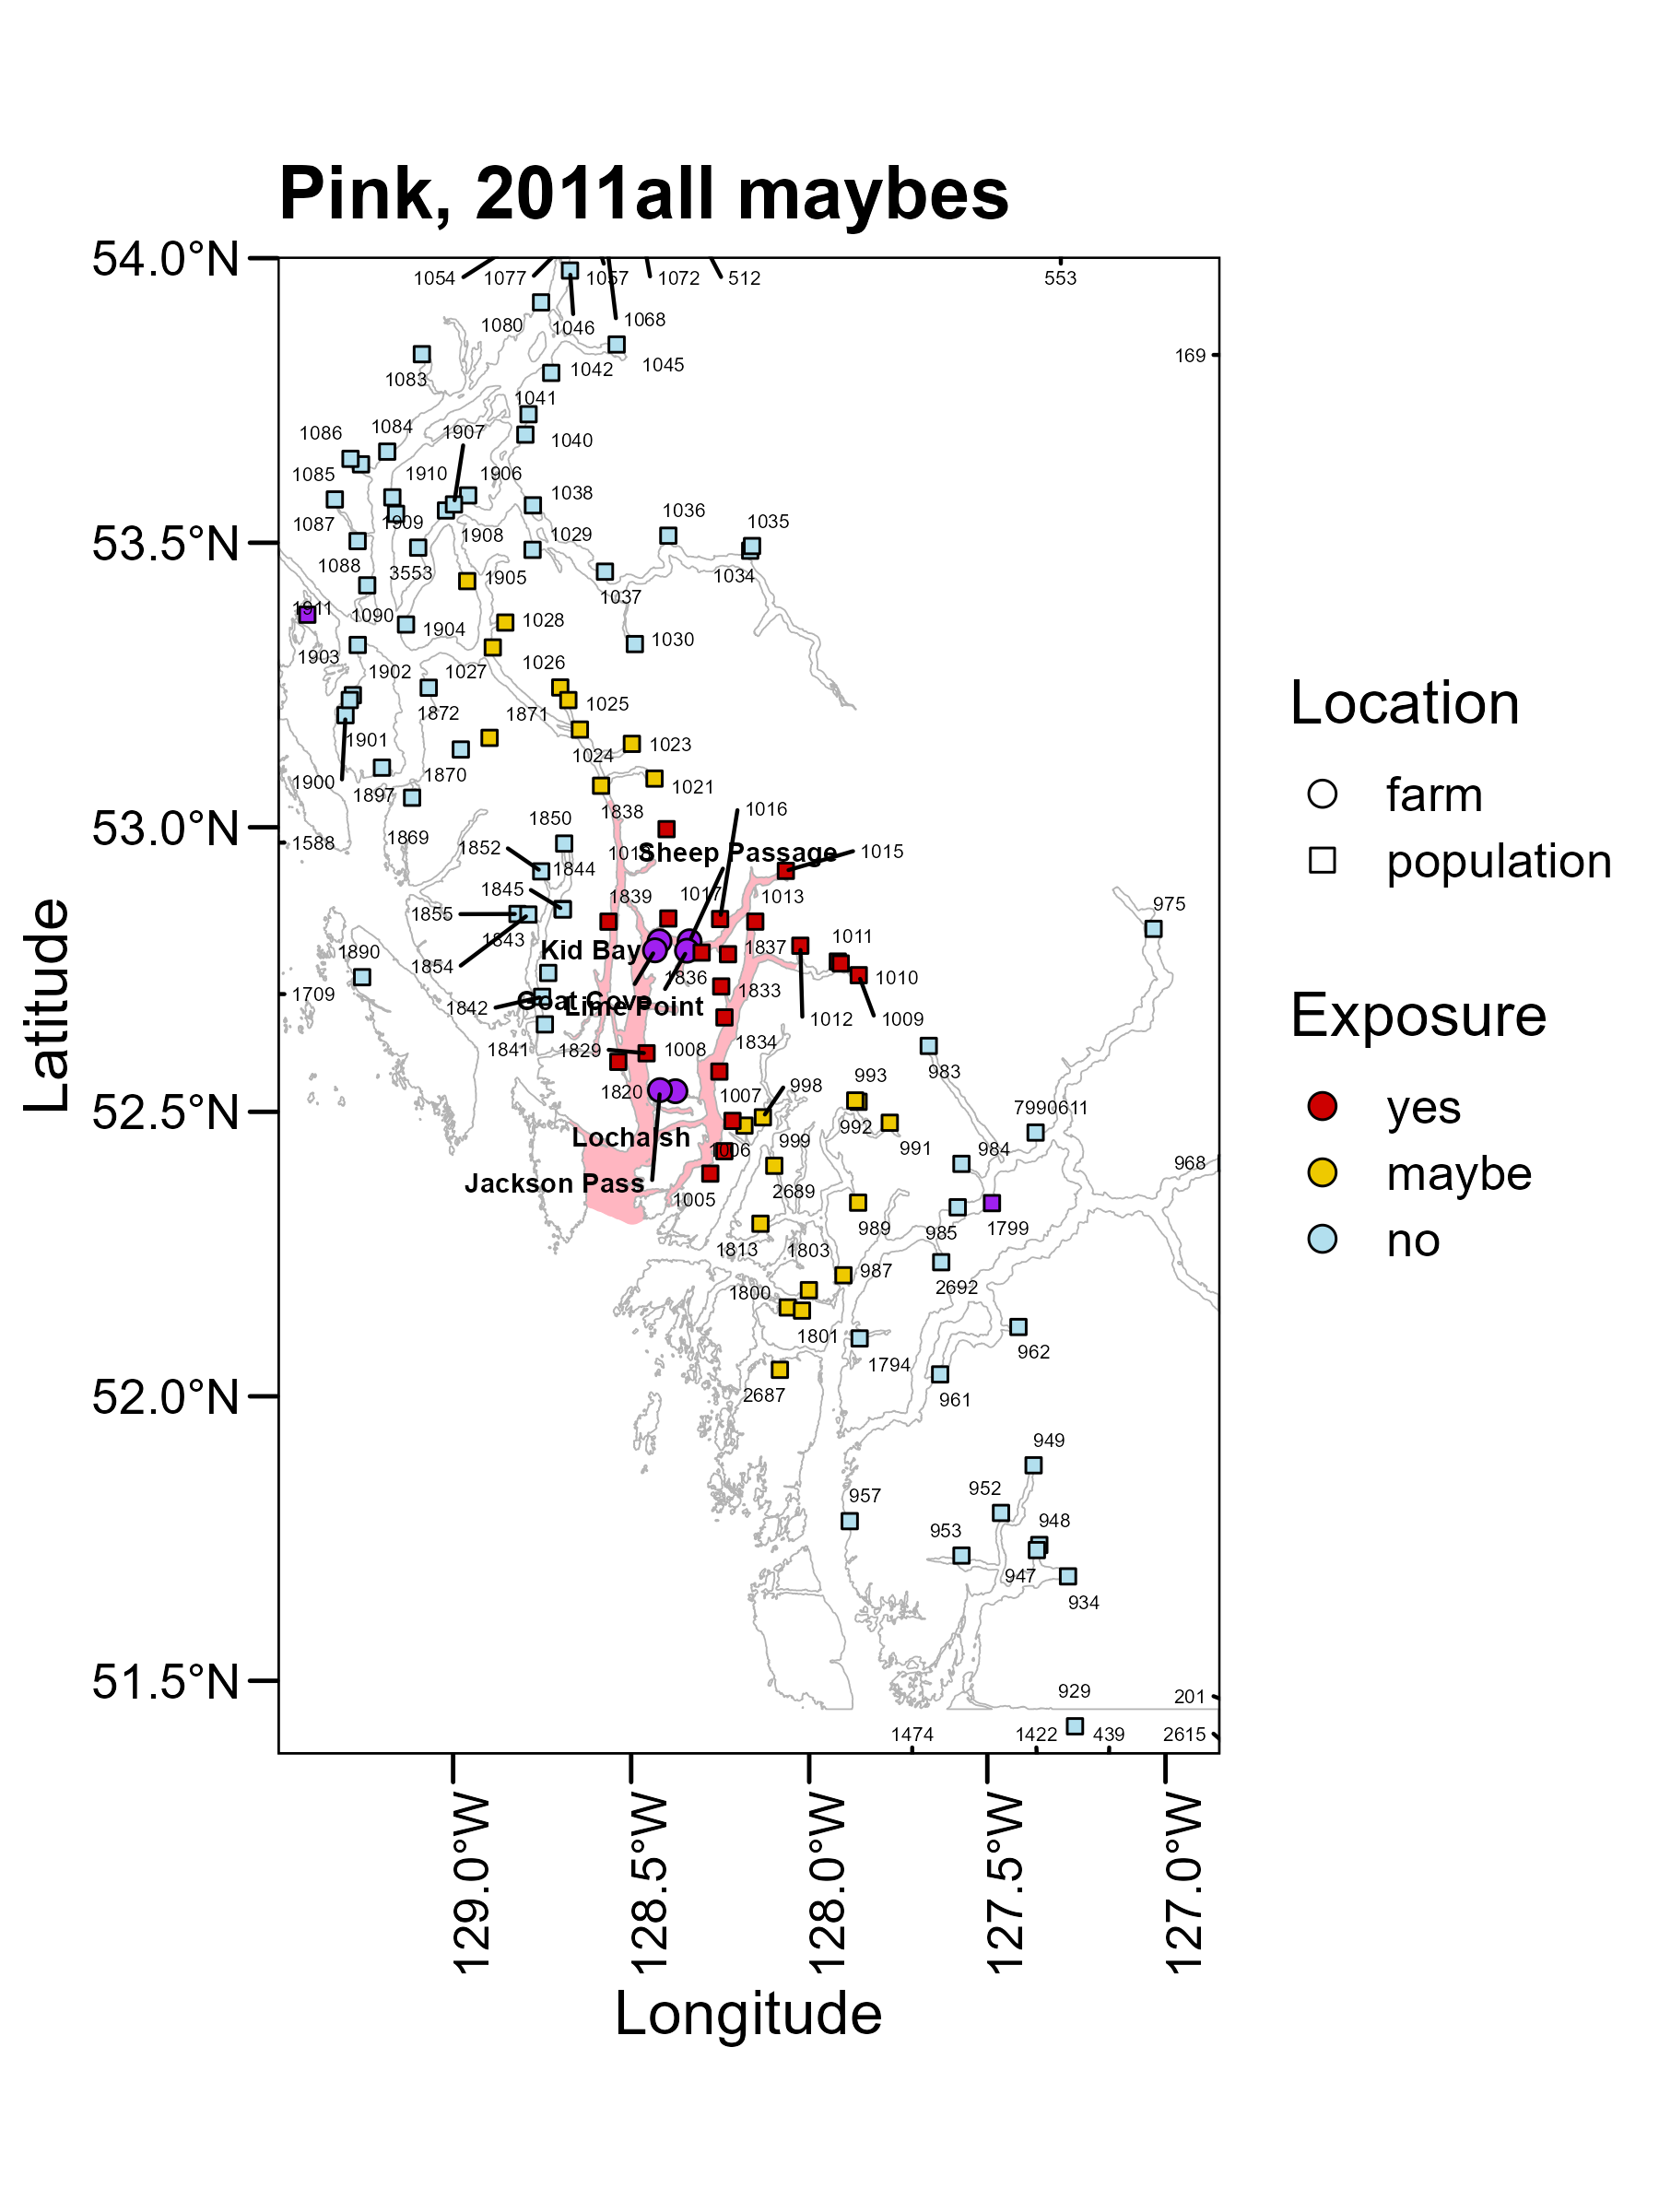 Pink, 2011all maybes
54.0°N
1054 1077 1057 1072 512 553
1080 1046 1068
169
1083 1042 1045
1041
1086 1084 1907 1040
1085 1910 1906 1038
1087 1909 1908 1029 1036 1035
53.5°N
1088 3553 1905 1037 1034
1911 1090 1904 1028 1030
1903 1902 1027 1026
1872 1871 1025
1901 1024 1023
1900 1897 1870 1021
1838 1016
53.0°N
1588 1869 1850
1852 1844 Sheep Passage 1015
1845 1839 1017 1013
1855 1843 1837 1011 975
1890 1854 Kid Bay 1836 1010
1709 1842 Goat Cove Lime Point 1833 1012 1009
1841 1829 1008 1834 983
52.5°N
1820 1007 998 993 7990611
Lochalsh 1006 999 992 991 984
968
Jackson Pass 1005 2689
1813 1803 989 985 1799
1800 987 2692
1801 1794 962
52.0°N
2687 961
949
957 952
953 948
947
934
51.5°N
929 201
1474 1422 439 2615
129.0°W
128.5°W
128.0°W
127.5°W
127.0°W
Longitude
Latitude
Location
farm
population
Exposure
yes
maybe
no